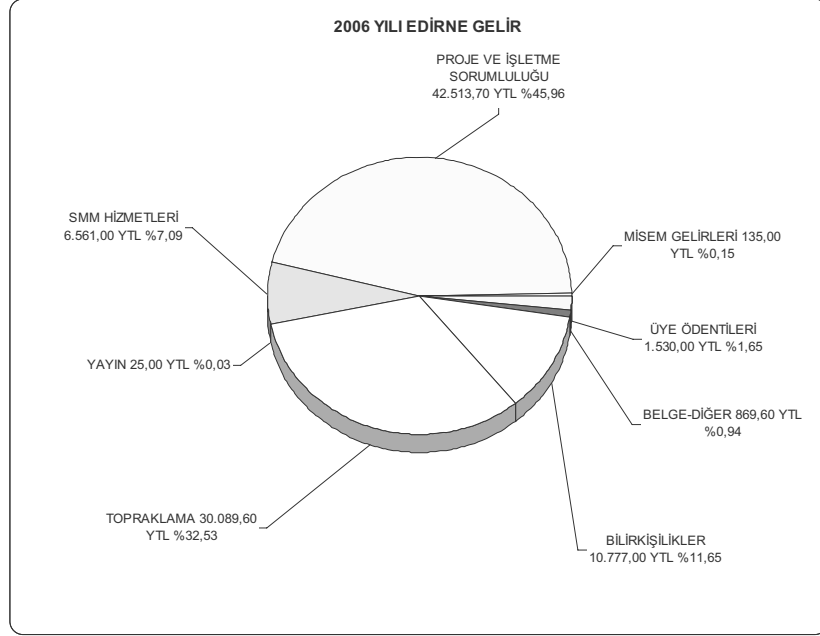 2006 YILI EDİRNE GELİR
PROJE VE İŞLETME
SORUMLULUĞU
42.513,70 YTL %45,96
SMM HİZMETLERİ
6.561,00 YTL %7,09
MİSEM GELİRLERİ 135,00
YTL %0,15
ÜYE ÖDENTİLERİ
1.530,00 YTL %1,65
YAYIN 25,00 YTL %0,03
BELGE-DİĞER 869,60 YTL
%0,94
TOPRAKLAMA 30.089,60
YTL %32,53
BİLİRKİŞİLİKLER
10.777,00 YTL %11,65